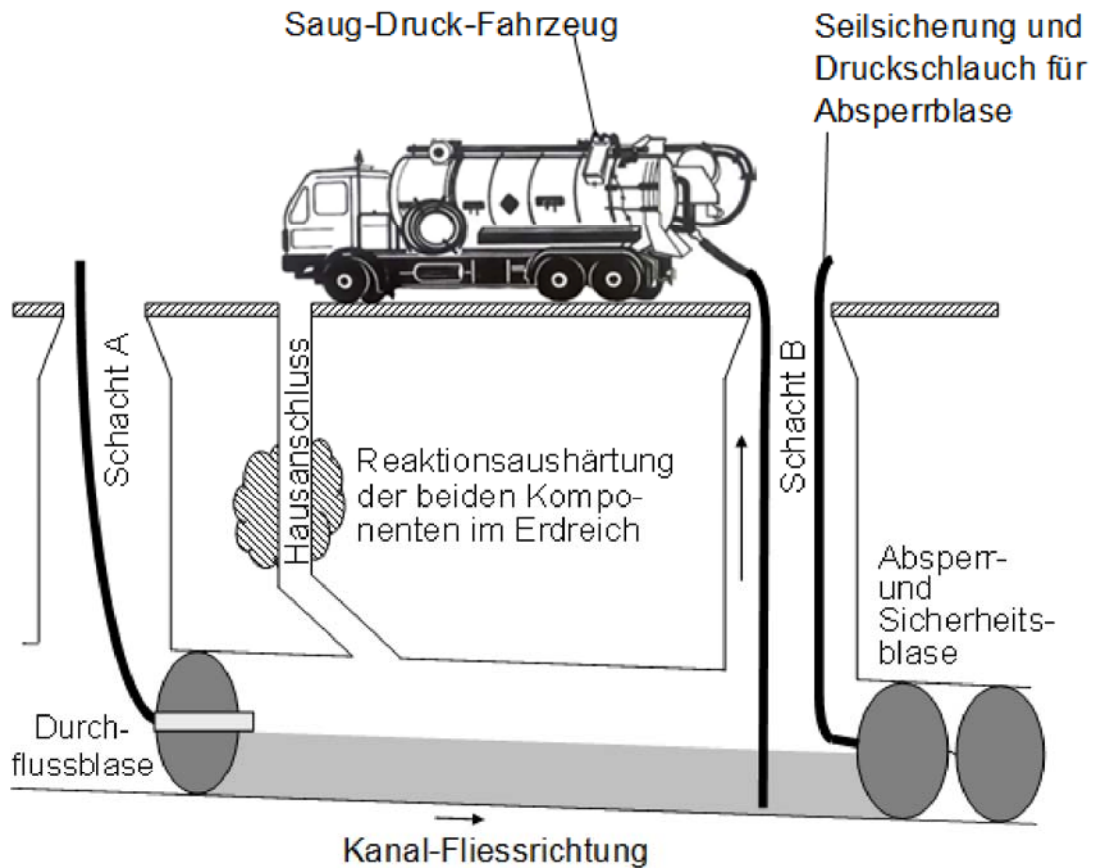 Saug-Druck-Fahrzeug
Seilsicherung und
Druckschlauch für
Absperrblase
Schacht A
Hausanschluss
Reaktionsaushärtung
der beiden Kompo-
nenten im Erdreich
Schacht B
Absperr-
und
Sicherheits-
blase
Durch-
flussblase
Kanal-Fliessrichtung